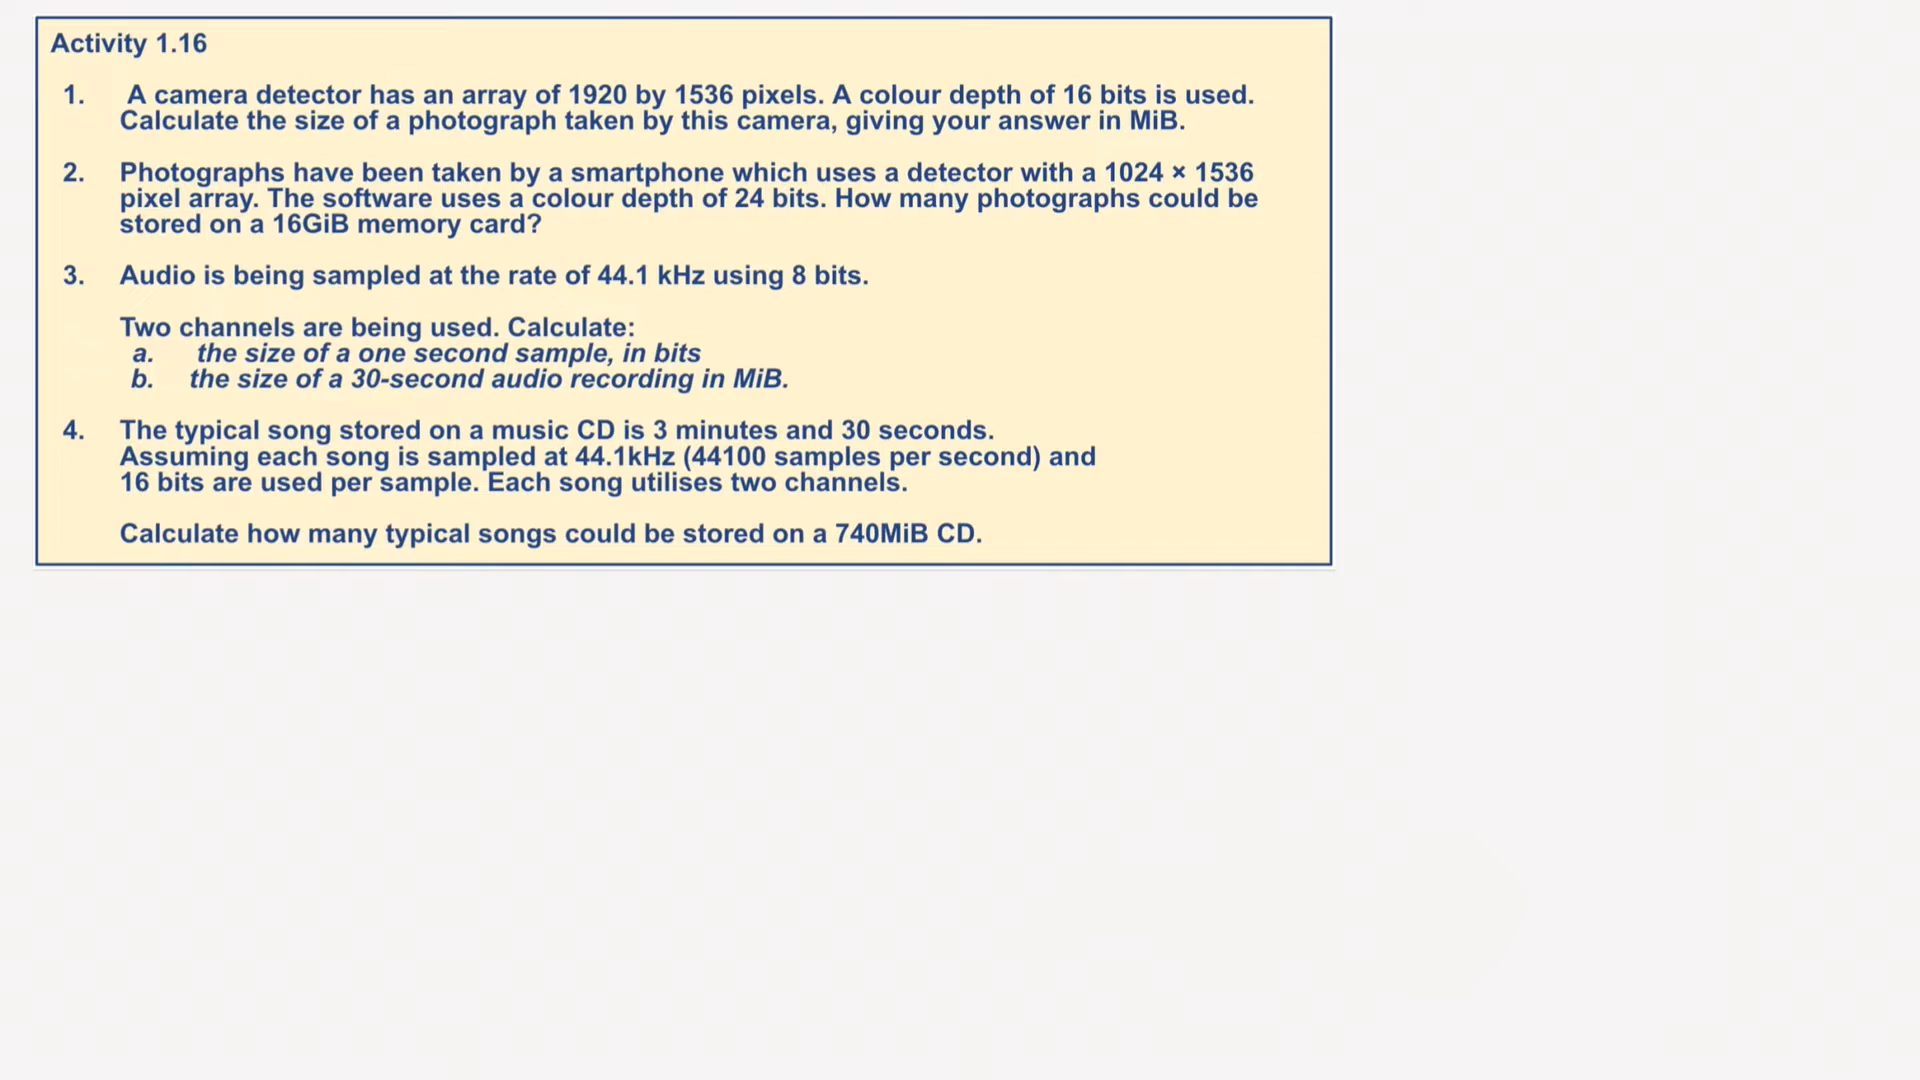 Activity 1.16
1. A camera detector has an array of 1920 by 1536 pixels. A colour depth of 16 bits is used.
Calculate the size of a photograph taken by this camera, giving your answer in MiB.
2. Photographs have been taken by a smartphone which uses a detector with a 1024 × 1536
pixel array. The software uses a colour depth of 24 bits. How many photographs could be
stored on a 16GiB memory card?
3. Audio is being sampled at the rate of 44.1 kHz using 8 bits.
Two channels are being used. Calculate:
a. the size of a one second sample, in bits
b. the size of a 30-second audio recording in MiB.
4. The typical song stored on a music CD is 3 minutes and 30 seconds.
Assuming each song is sampled at 44.1kHz (44100 samples per second) and
16 bits are used per sample. Each song utilises two channels.
Calculate how many typical songs could be stored on a 740MiB CD.